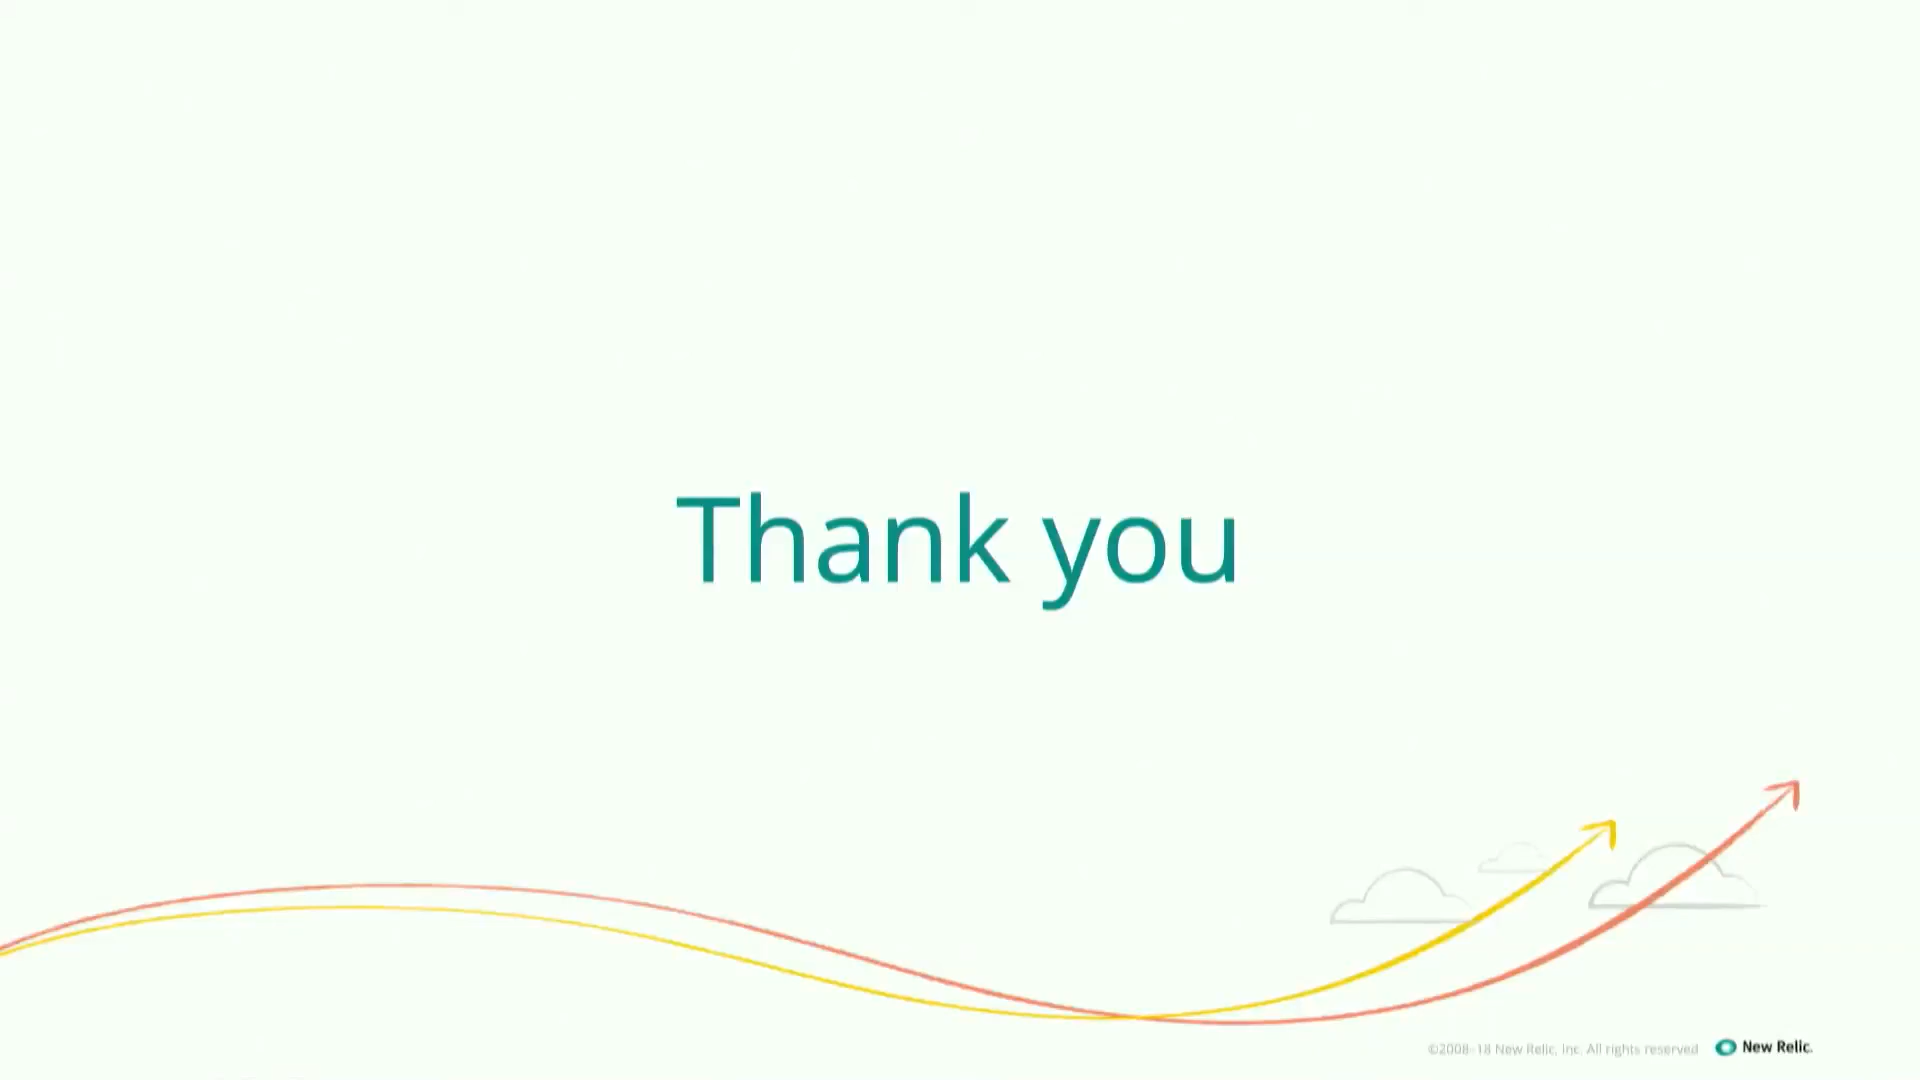 Thank you
©2008-18 New Relic, Inc. All rights reserved
New Relic.